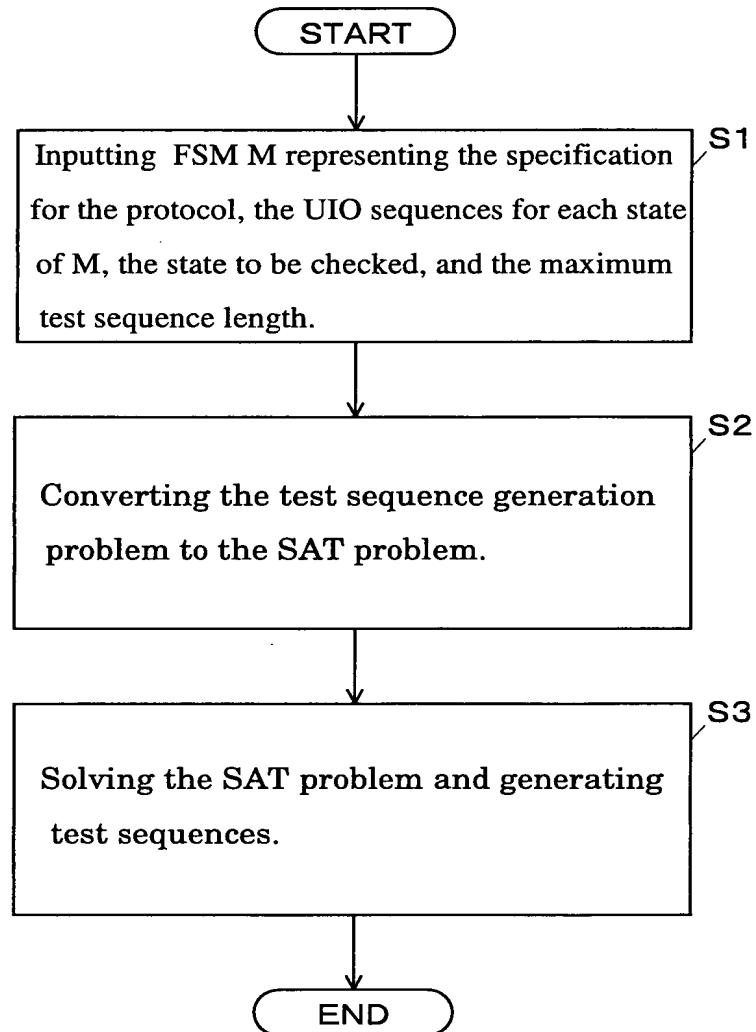 START
S1
Inputting FSM M representing the specification
for the protocol, the UIO sequences for each state
of M, the state to be checked, and the maximum
test sequence length.
S2
Converting the test sequence generation
problem to the SAT problem.
S3
Solving the SAT problem and generating
test sequences.
END